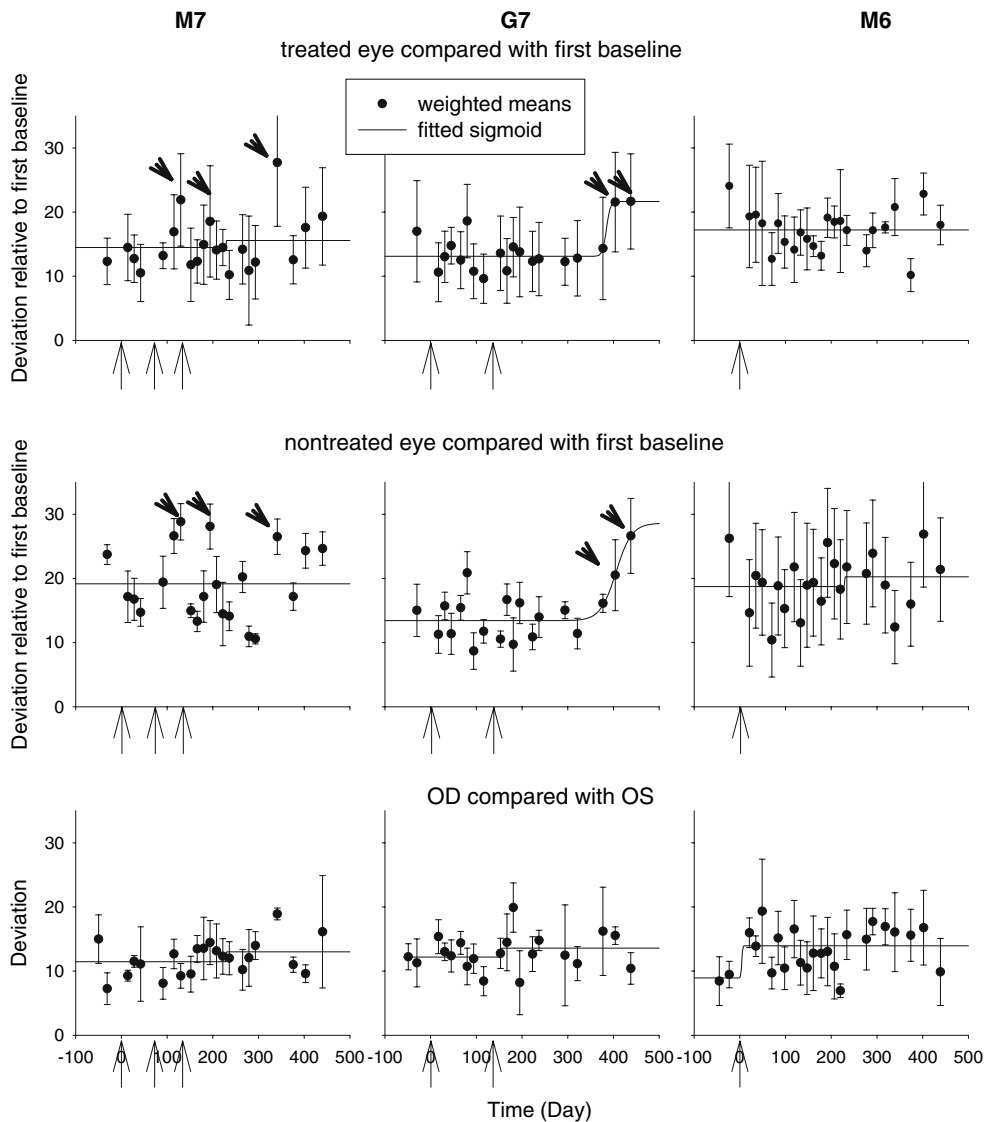 M7 G7 M6
treated eye compared with first baseline
weighted means
fitted sigmoid
Deviation relative to first baseline
30
20
10
0
nontreated eye compared with first baseline
Deviation relative to first baseline
30
20
10
0
OD compared with OS
Deviation
30
20
10
0
-100 0 100 200 300 400 500 -100 0 100 200 300 400 500 -100 0 100 200 300 400 500
Time (Day)